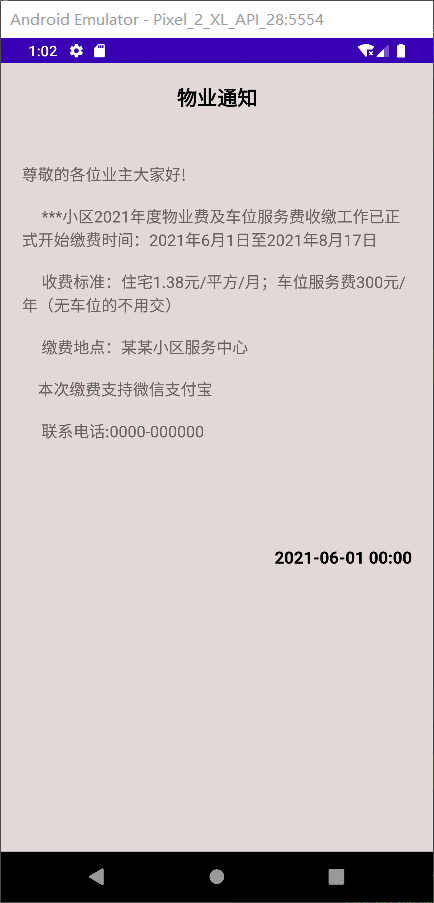 Android Emulator - Pixel_2_XL_API_28:5554
1:02
物业通知
尊敬的各位业主大家好!
***小区2021年度物业费及车位服务费收缴工作已正
式开始缴费时间：2021年6月1日至2021年8月17日
收费标准：住宅1.38元/平方/月；车位服务费300元/
年（无车位的不用交）
缴费地点：某某小区服务中心
本次缴费支持微信支付宝
联系电话:0000-000000
2021-06-01 00:00